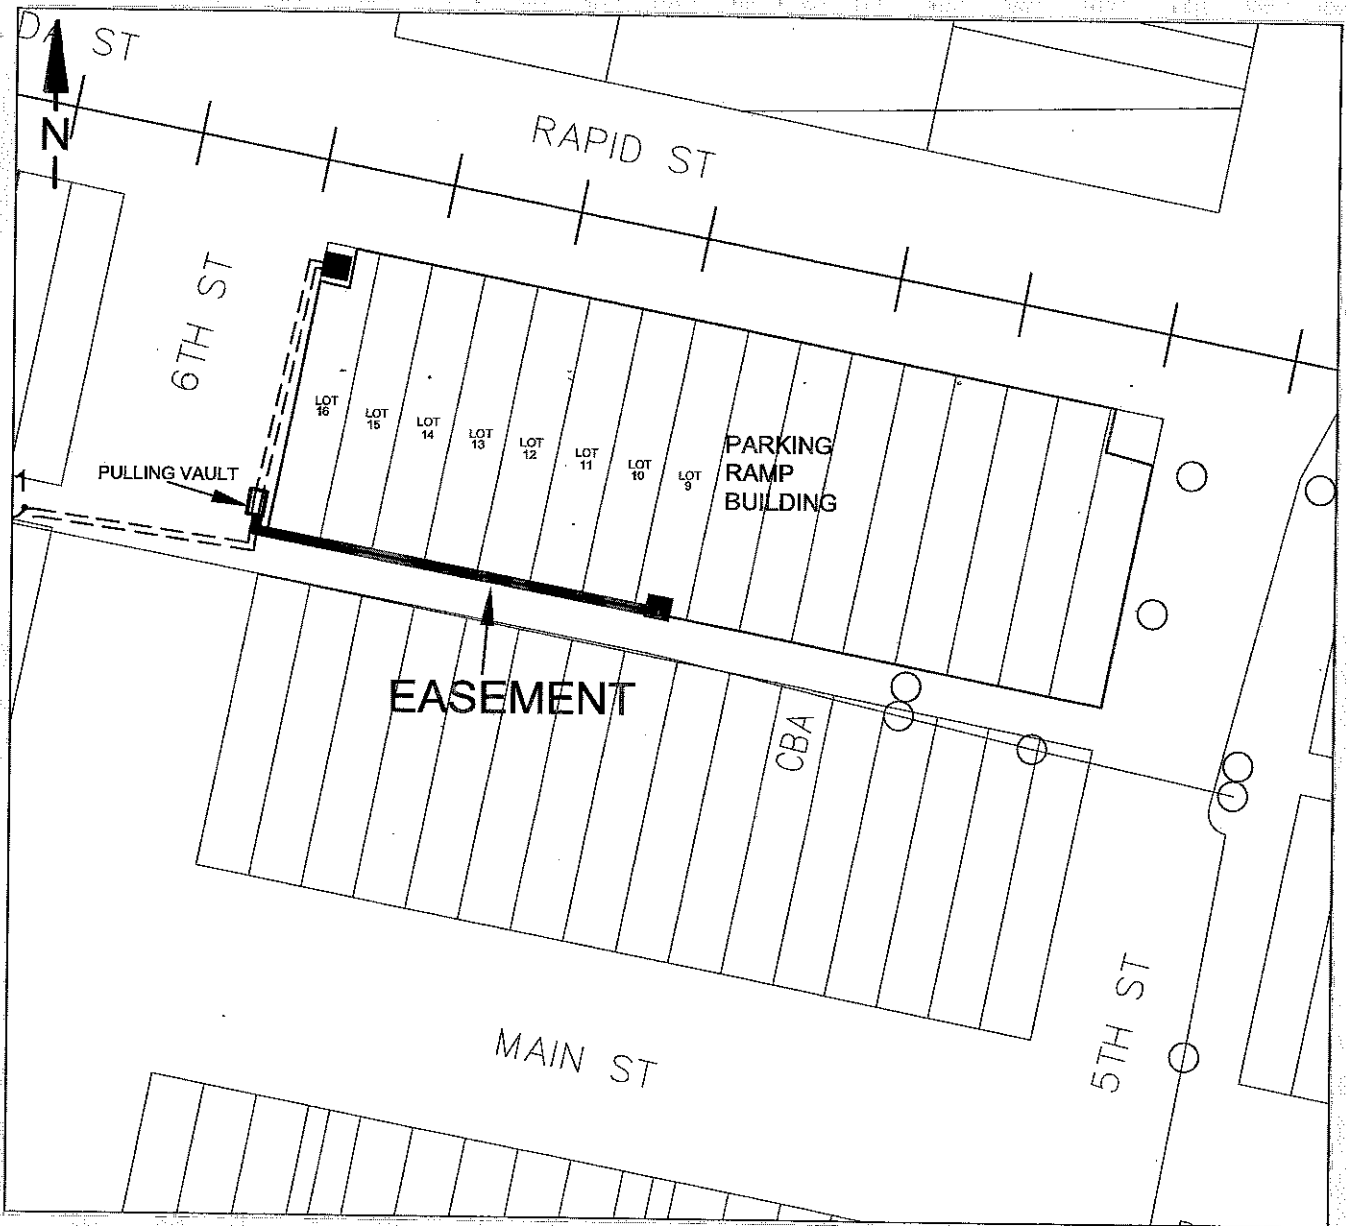 ST
N
RAPID ST
6TH ST
LOT
16
LOT
15
LOT
14
LOT
13
LOT
12
LOT
11
LOT
10
LOT
9
PARKING
RAMP
BUILDING
PULLING VAULT
1
EASEMENT
CBA
MAIN ST
5TH ST